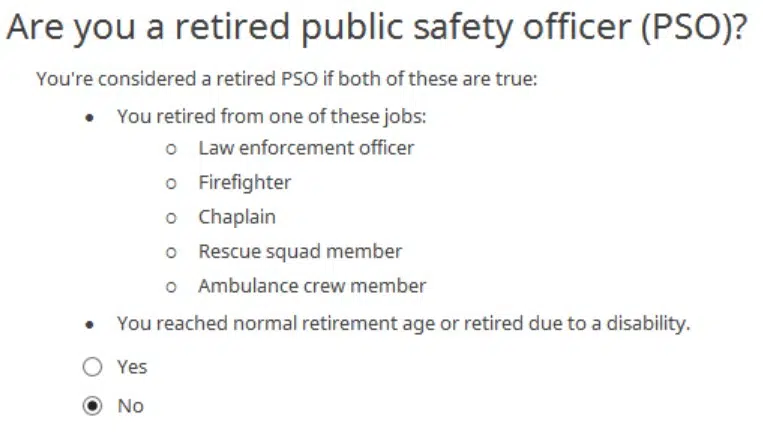 Are you a retired public safety officer (PSO)?
You're considered a retired PSO if both of these are true:
• You retired from one of these jobs:
o Law enforcement officer
o Firefighter
o Chaplain
o Rescue squad member
o Ambulance crew member
• You reached normal retirement age or retired due to a disability.
Yes
No